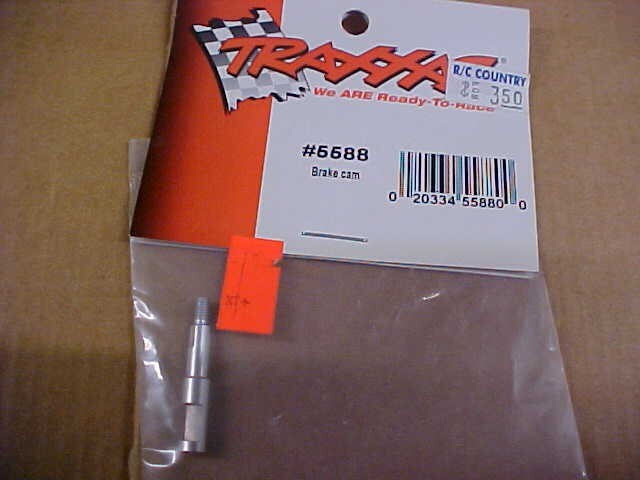 TRAXXAS
R/C COUNTRY
350
We ARE Ready-To-Race
#5588
Brake cam
0 20334 55880 0